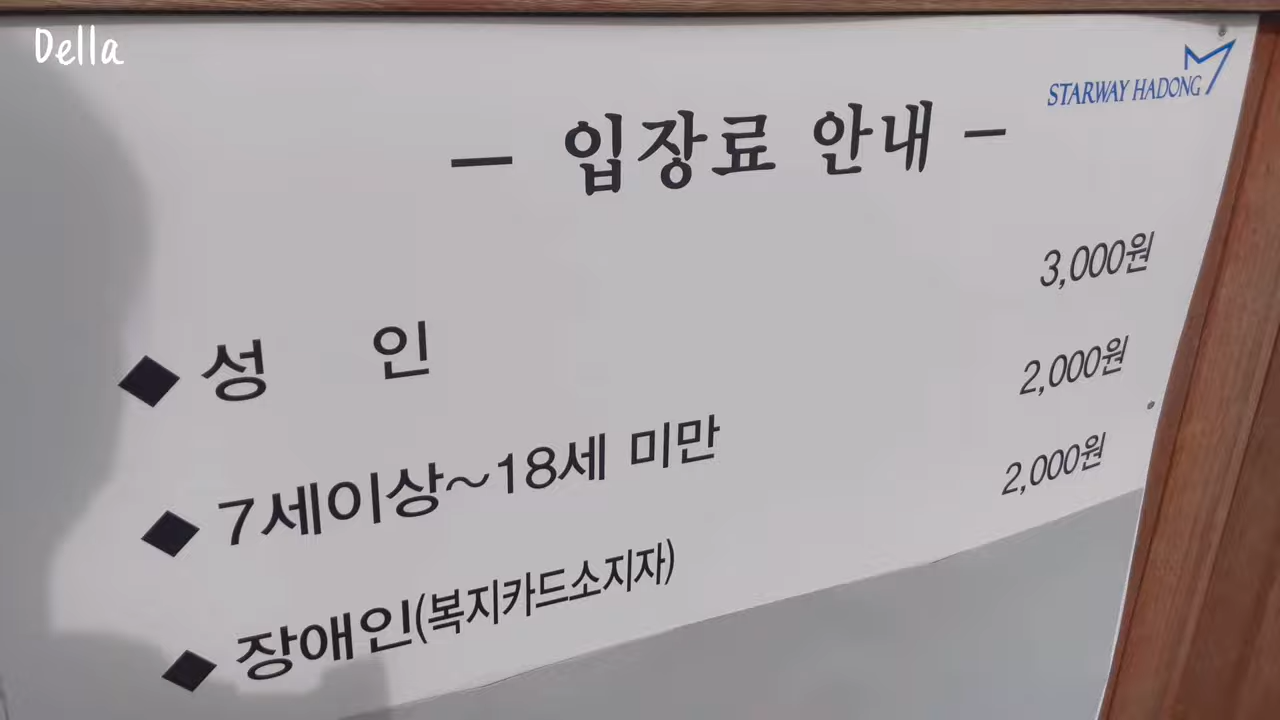 Della
STARWAY HADONG
— 입장료 안내 —
◆ 성 인 3,000원
◆ 7세이상~18세 미만 2,000원
◆ 장애인(복지카드소지자) 2,000원